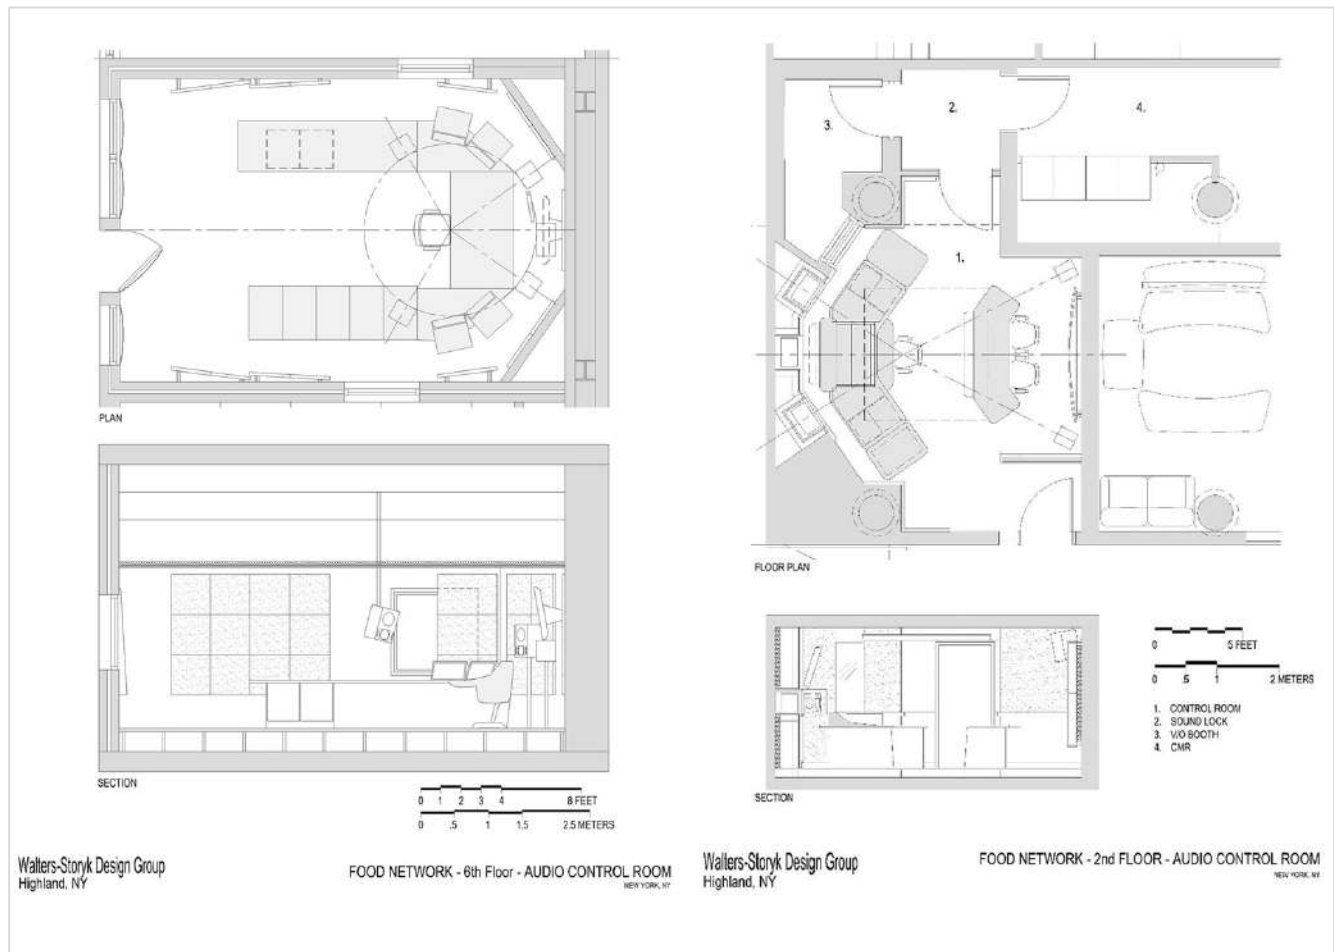 PLAN
SECTION
0 1 2 3 4 8 FEET
0 .5 1 1.5 2.5 METERS
Walters-Storyk Design Group
Highland, NY
FOOD NETWORK - 6th Floor - AUDIO CONTROL ROOM
NEW YORK, NY
2.
4.
3.
1.
FLOOR PLAN
SECTION
0 5 FEET
0 .5 1 2 METERS
1. CONTROL ROOM
2. SOUND LOCK
3. V/O BOOTH
4. CMR
Walters-Storyk Design Group
Highland, NY
FOOD NETWORK - 2nd FLOOR - AUDIO CONTROL ROOM
NEW YORK, NY